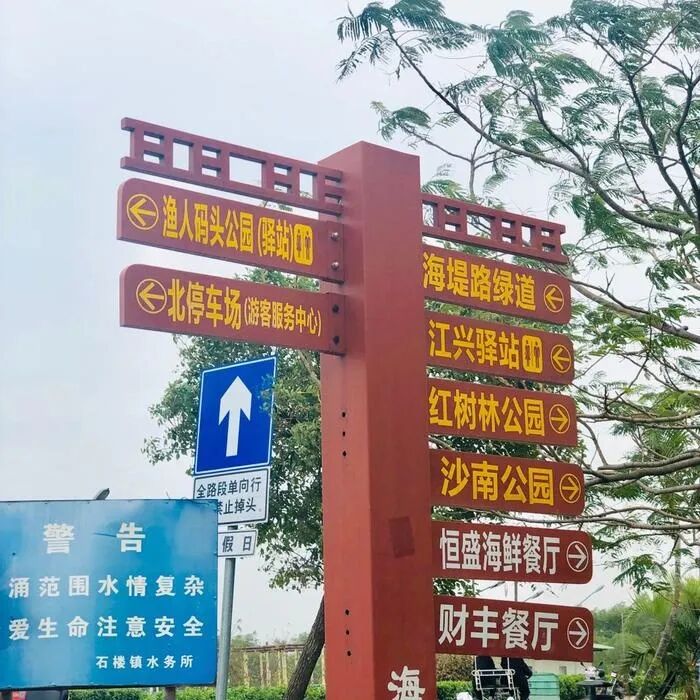 渔人码头公园(驿站)
北停车场(游客服务中心)
海堤路绿道
江兴驿站
红树林公园
沙南公园
恒盛海鲜餐厅
财丰餐厅
海
全路段单向行
禁止掉头
假日
警告
涌范围水情复杂
爱生命注意安全
石楼镇水务所